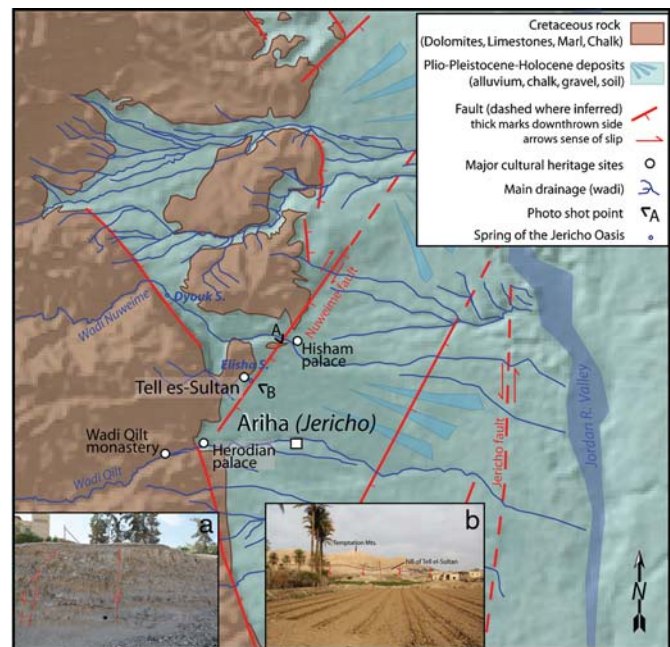 Cretaceous rock
(Dolomites, Limestones, Marl, Chalk)
Plio-Pleistocene-Holocene deposits
(alluvium, chalk, gravel, soil)
Fault (dashed where inferred)
thick marks downthrown side
arrows sense of slip
Major cultural heritage sites
Main drainage (wadi)
Photo shot point
A
Spring of the Jericho Oasis
Dyouk S.
Wadi Nuweime
Nuweime fault
A
Hisham
palace
Elisha S.
Tell es-Sultan
B
Ariha (Jericho)
Wadi Qilt
monastery
Herodian
palace
Wadi Qilt
Jericho fault
Jordan R. Valley
a
b
Temptation Mts.
hill of Tell el-Sultan
N